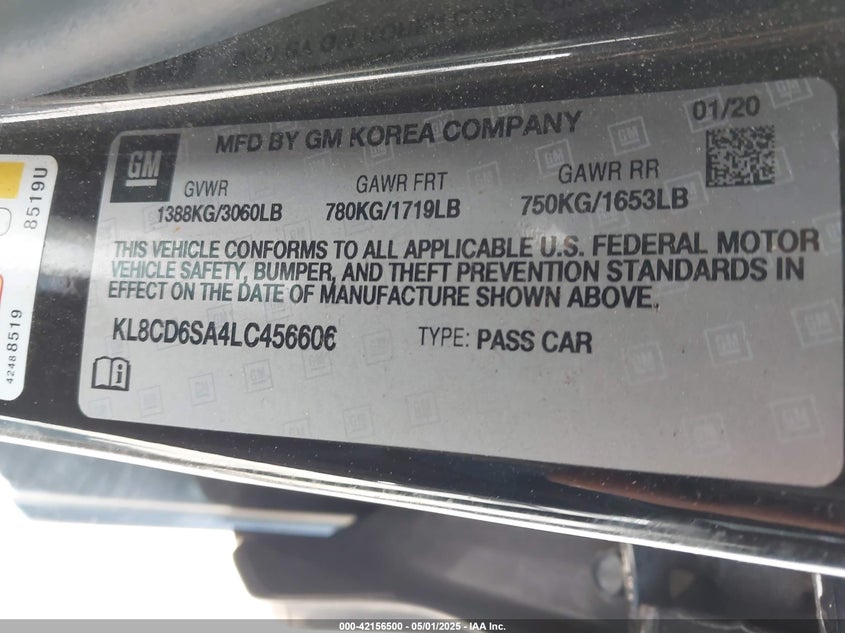 MFD BY GM KOREA COMPANY
01/20
GM
GVWR
1388KG/3060LB
GAWR FRT
780KG/1719LB
GAWR RR
750KG/1653LB
THIS VEHICLE CONFORMS TO ALL APPLICABLE U.S. FEDERAL MOTOR
VEHICLE SAFETY, BUMPER, AND THEFT PREVENTION STANDARDS IN
EFFECT ON THE DATE OF MANUFACTURE SHOWN ABOVE.
KL8CD6SA4LC456606
TYPE: PASS CAR
8519U
42488519
000-42156500 - 05/01/2025 - IAA Inc.